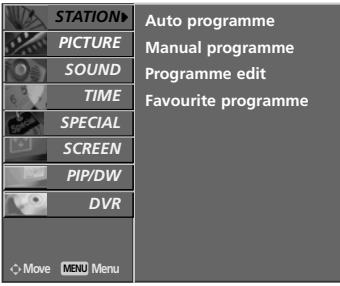 STATION
PICTURE
SOUND
TIME
SPECIAL
SCREEN
PIP/DW
DVR
Move MENU Menu
Auto programme
Manual programme
Programme edit
Favourite programme